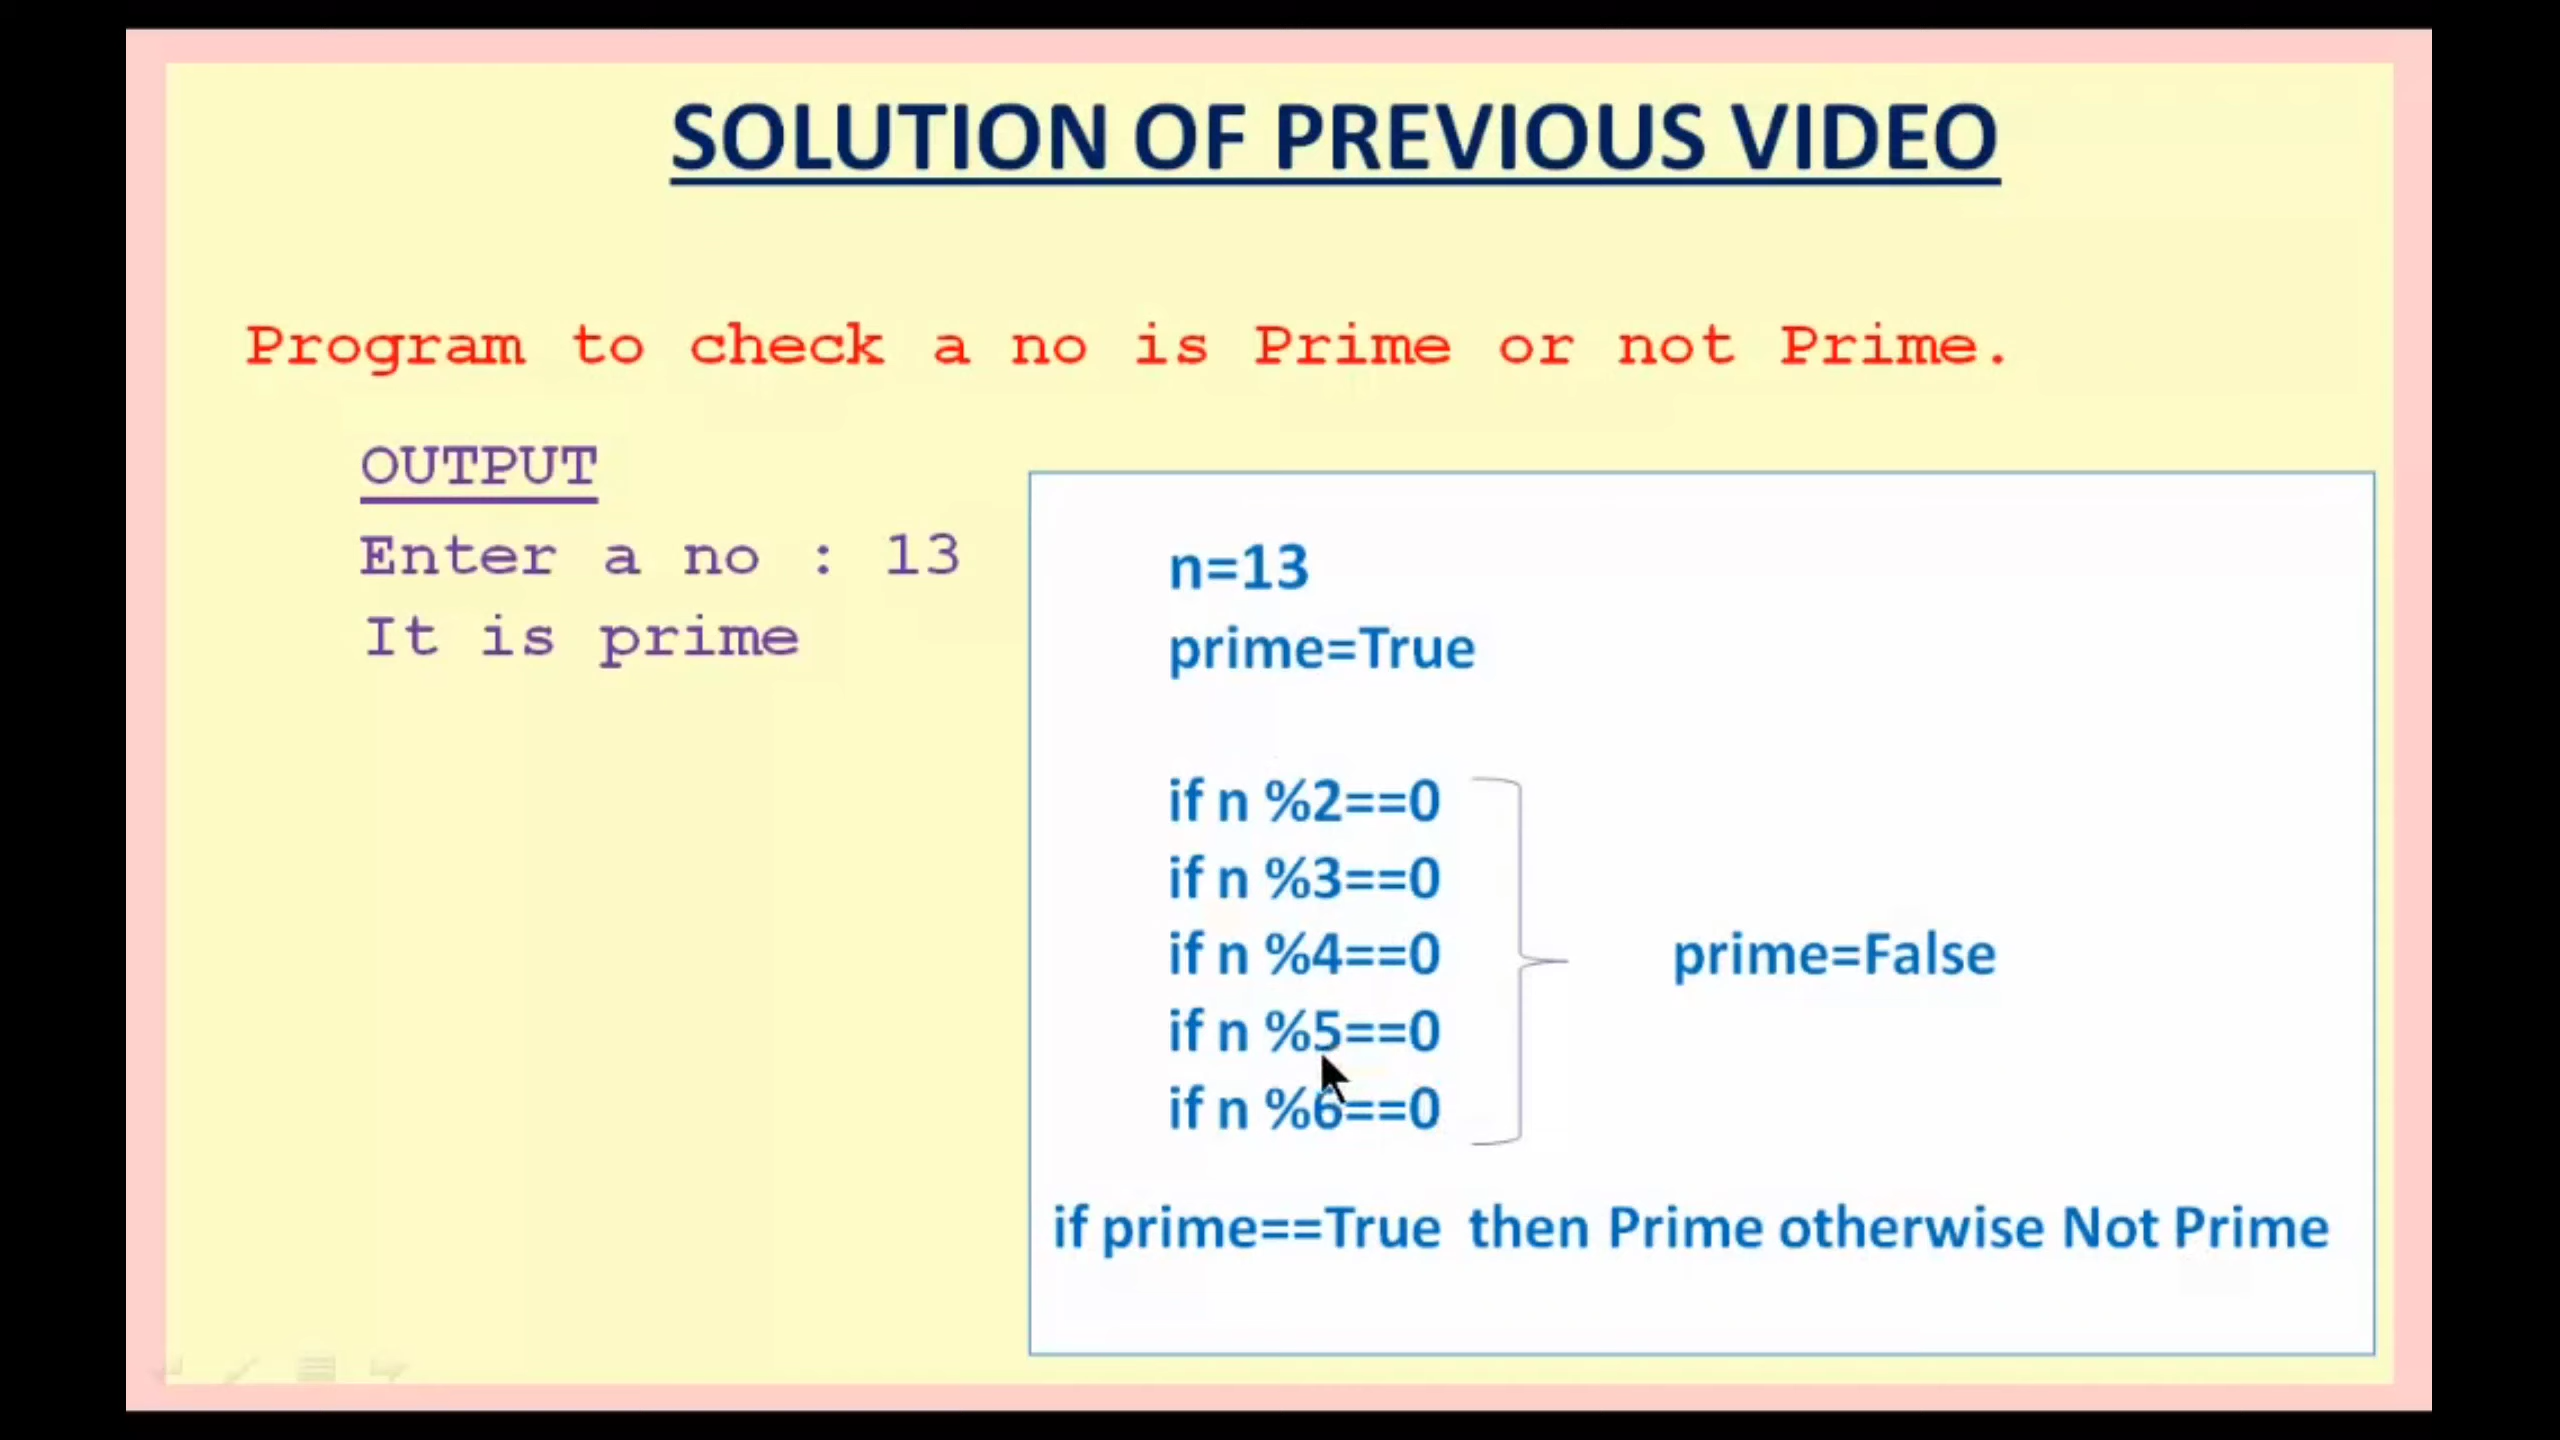 SOLUTION OF PREVIOUS VIDEO
Program to check a no is Prime or not Prime.
OUTPUT
Enter a no : 13
It is prime
n=13
prime=True
if n %2==0
if n %3==0
if n %4==0
prime=False
if n %5==0
if n %6==0
if prime==True then Prime otherwise Not Prime